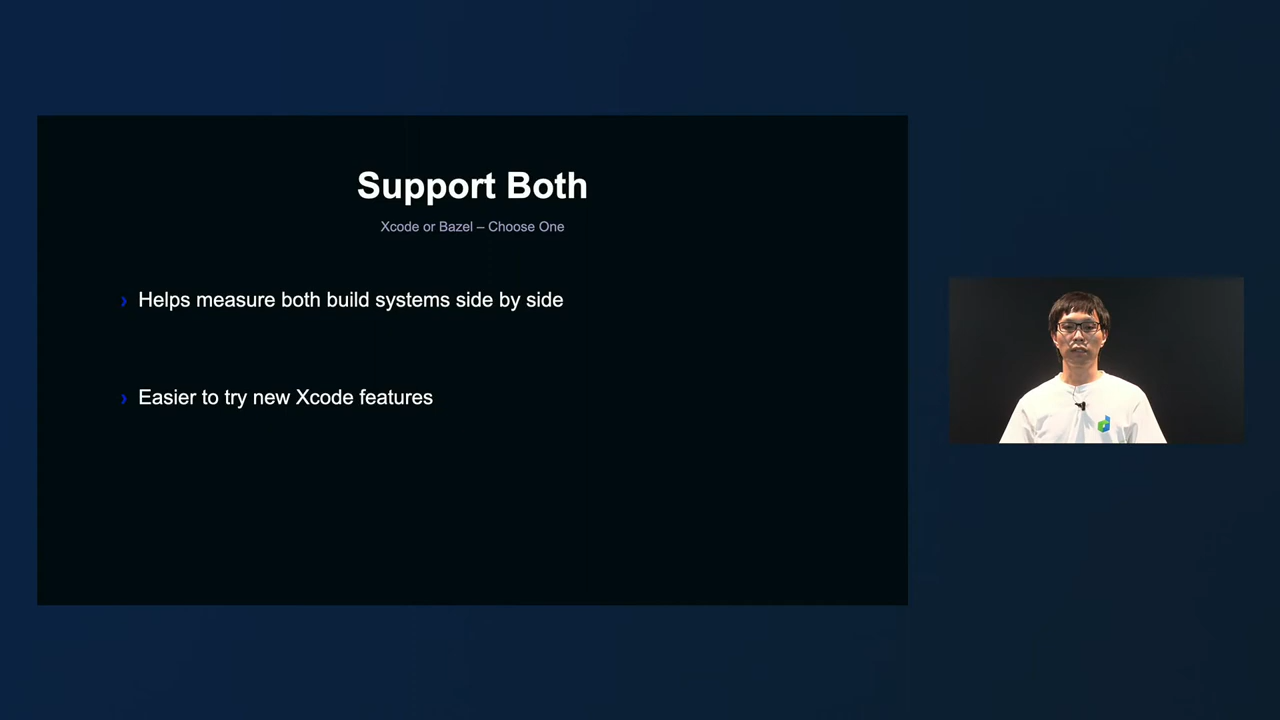 Support Both
Xcode or Bazel – Choose One
› Helps measure both build systems side by side
› Easier to try new Xcode features